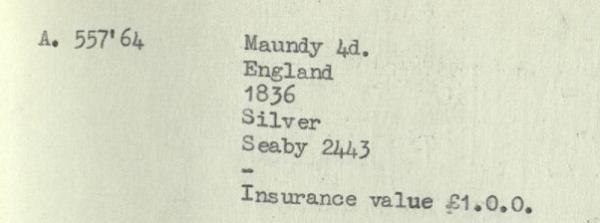 A. 557'64 Maundy 4d.
England
1836
Silver
Seaby 2443
-
Insurance value £1.0.0.